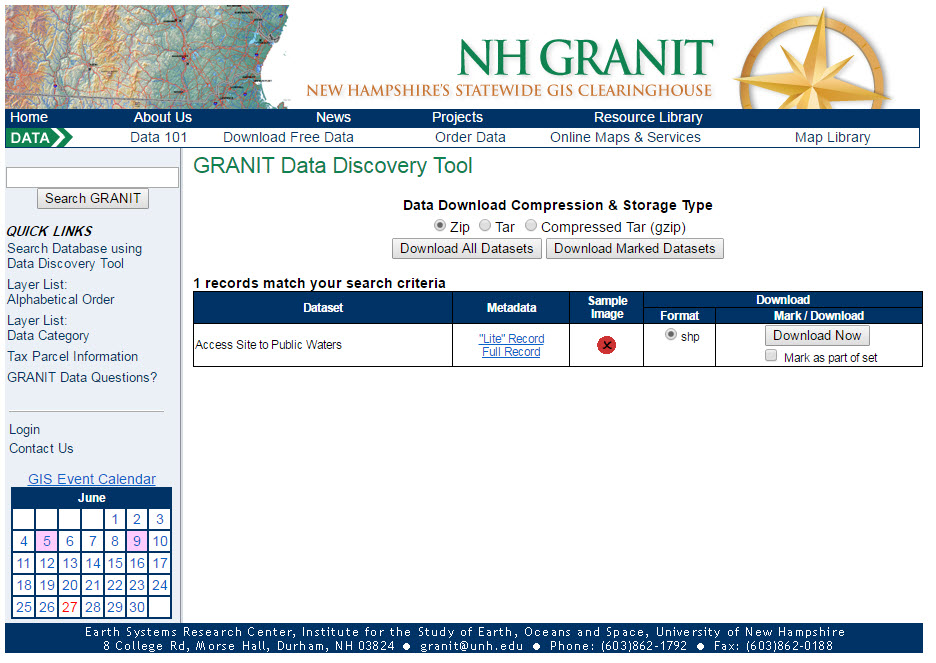 NH GRANIT
NEW HAMPSHIRE'S STATEWIDE GIS CLEARINGHOUSE
Home About Us News Projects Resource Library
DATA Data 101 Download Free Data Order Data Online Maps & Services Map Library
GRANIT Data Discovery Tool
Search GRANIT
QUICK LINKS
Search Database using
Data Discovery Tool
Layer List:
Alphabetical Order
Layer List:
Data Category
Tax Parcel Information
GRANIT Data Questions?
Login
Contact Us
GIS Event Calendar
June
1 2 3
4 5 6 7 8 9 10
11 12 13 14 15 16 17
18 19 20 21 22 23 24
25 26 27 28 29 30
Data Download Compression & Storage Type
Zip Tar Compressed Tar (gzip)
Download All Datasets Download Marked Datasets
1 records match your search criteria
Dataset Metadata Sample Image Download
Format Mark / Download
Access Site to Public Waters "Lite" Record shp Download Now
Full Record Mark as part of set
Earth Systems Research Center, Institute for the Study of Earth, Oceans and Space, University of New Hampshire
8 College Rd, Morse Hall, Durham, NH 03824 ● granit@unh.edu ● Phone: (603)862-1792 ● Fax: (603)862-0188